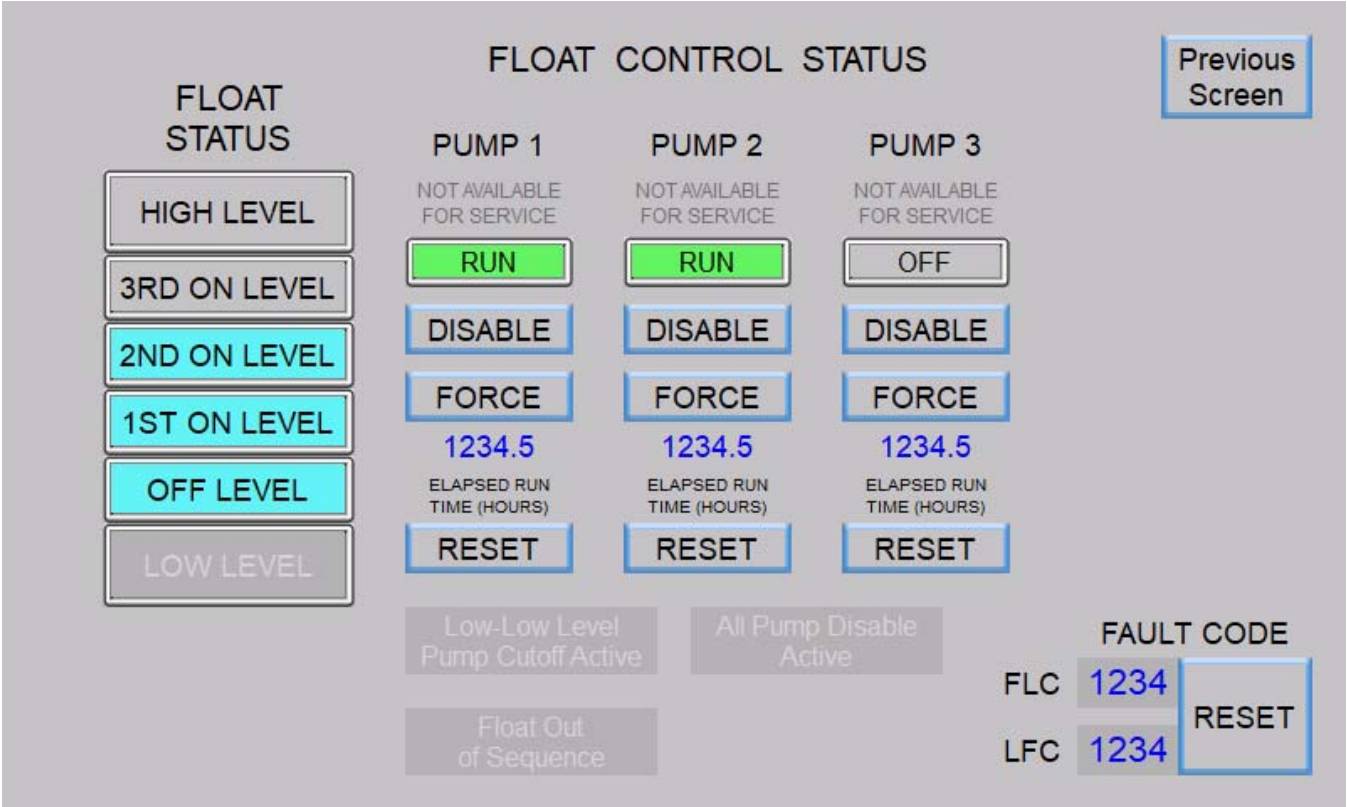 FLOAT CONTROL STATUS
Previous
Screen
FLOAT
STATUS
HIGH LEVEL
3RD ON LEVEL
2ND ON LEVEL
1ST ON LEVEL
OFF LEVEL
LOW LEVEL
PUMP 1
NOT AVAILABLE
FOR SERVICE
RUN
DISABLE
FORCE
1234.5
ELAPSED RUN
TIME (HOURS)
RESET
PUMP 2
NOT AVAILABLE
FOR SERVICE
RUN
DISABLE
FORCE
1234.5
ELAPSED RUN
TIME (HOURS)
RESET
PUMP 3
NOT AVAILABLE
FOR SERVICE
OFF
DISABLE
FORCE
1234.5
ELAPSED RUN
TIME (HOURS)
RESET
Low-Low Level
Pump Cutoff Active
All Pump Disable
Active
Float Out
of Sequence
FAULT CODE
FLC 1234
LFC 1234
RESET